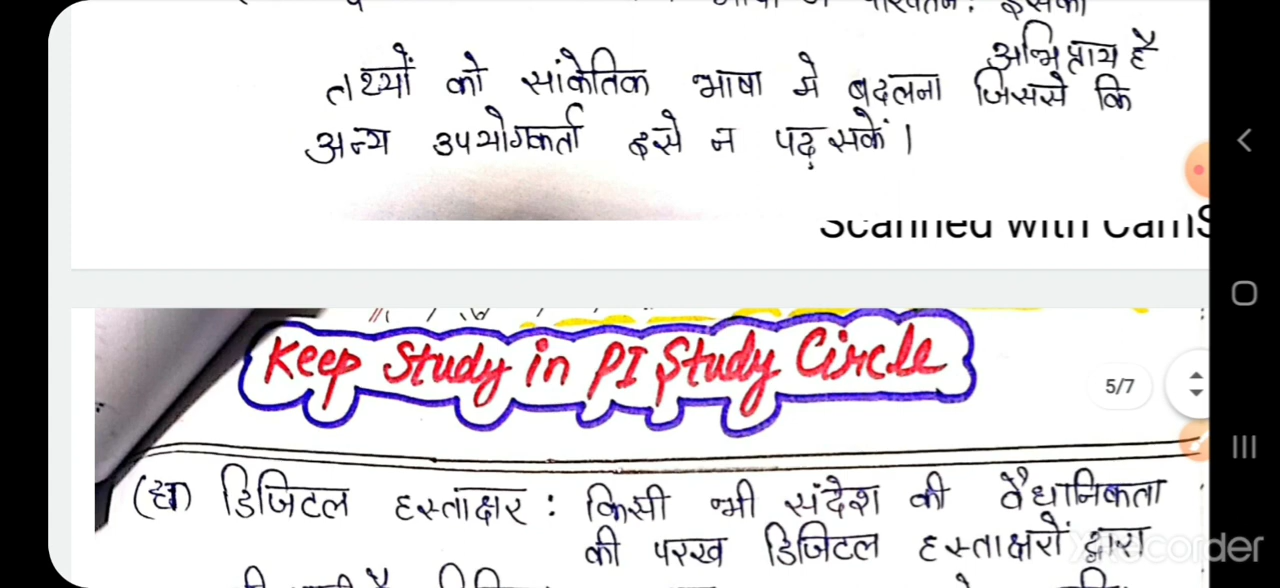 अभिप्राय है
तथ्यों को सांकेतिक भाषा मे बदलना जिससे कि
अन्य उपयोगकर्ता इसे न पढ़ सकें।
Scanned with CamS
Keep Study in PI Study Circle
5/7
डिजिटल हस्ताक्षर : किसी भी संदेश की वैधानिकता
की परख डिजिटल हस्ताक्षरों द्वारा
XRecorder